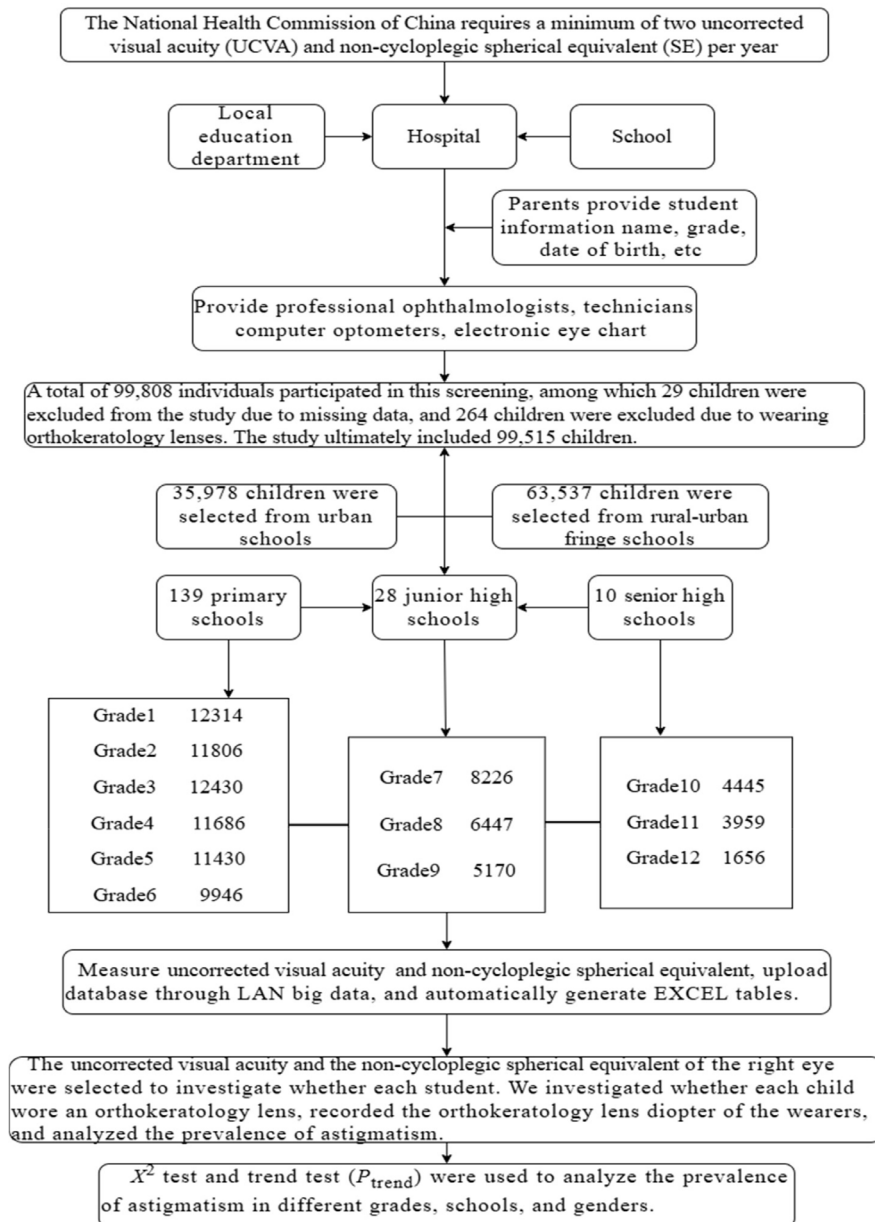 The National Health Commission of China requires a minimum of two uncorrected
visual acuity (UCVA) and non-cycloplegic spherical equivalent (SE) per year
Local
education
department
Hospital
School
Parents provide student
information name, grade,
date of birth, etc
Provide professional ophthalmologists, technicians
computer optometers, electronic eye chart
A total of 99,808 individuals participated in this screening, among which 29 children were
excluded from the study due to missing data, and 264 children were excluded due to wearing
orthokeratology lenses. The study ultimately included 99,515 children.
35,978 children were
selected from urban
schools
63,537 children were
selected from rural-urban
fringe schools
139 primary
schools
28 junior high
schools
10 senior high
schools
Grade1 12314
Grade2 11806
Grade3 12430
Grade4 11686
Grade5 11430
Grade6 9946
Grade7 8226
Grade8 6447
Grade9 5170
Grade10 4445
Grade11 3959
Grade12 1656
Measure uncorrected visual acuity and non-cycloplegic spherical equivalent, upload
database through LAN big data, and automatically generate EXCEL tables.
The uncorrected visual acuity and the non-cycloplegic spherical equivalent of the right eye
were selected to investigate whether each student. We investigated whether each child
wore an orthokeratology lens, recorded the orthokeratology lens diopter of the wearers,
and analyzed the prevalence of astigmatism.
X² test and trend test (P_trend) were used to analyze the prevalence
of astigmatism in different grades, schools, and genders.